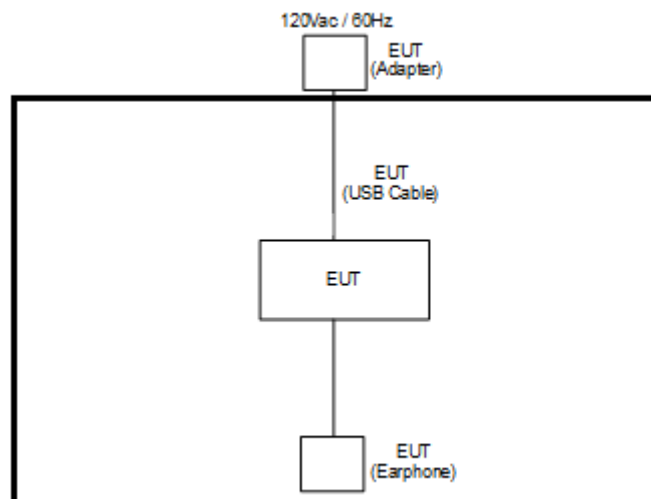 120Vac / 60Hz
EUT
(Adapter)
EUT
(USB Cable)
EUT
EUT
(Earphone)